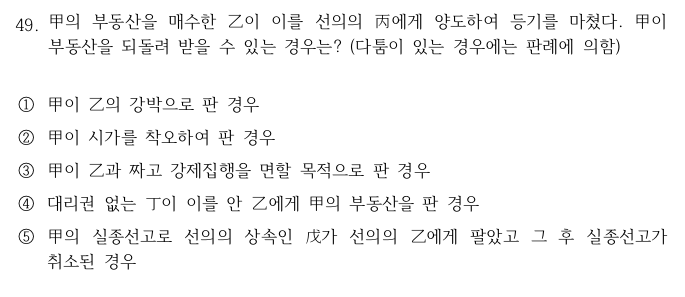 49. 甲의 부동산을 매수한 乙이 이를 선의의 丙에게 양도하여 등기를 마쳤다. 甲이
부동산을 되돌려 받을 수 있는 경우는? (다툼이 있는 경우에는 판례에 의함)
① 甲이 乙의 강박으로 판 경우
② 甲이 시가를 착오하여 판 경우
③ 甲이 乙과 짜고 강제집행을 면할 목적으로 판 경우
④ 대리권 없는 丁이 이를 안 乙에게 甲의 부동산을 판 경우
⑤ 甲의 실종선고로 선의의 상속인 戊가 선의의 乙에게 팔았고 그 후 실종선고가
취소된 경우